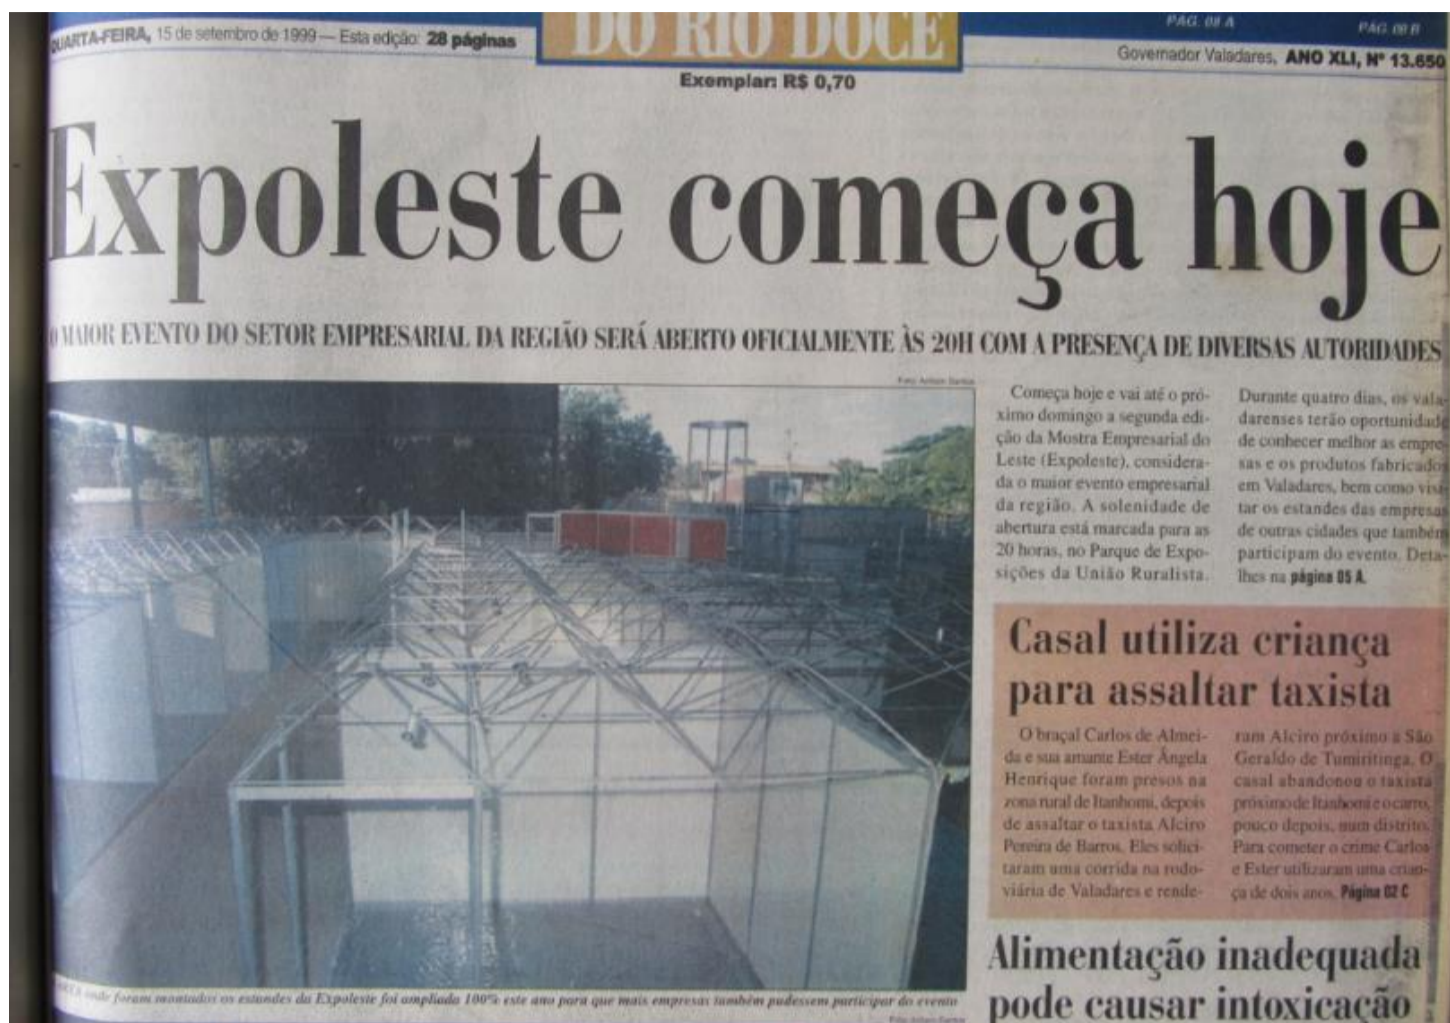 QUARTA-FEIRA, 15 de setembro de 1999 — Esta edição: 28 páginas
DO RIO DOCE
PÁG. 08 A
PÁG. 08 B
Exemplar: R$ 0,70
Governador Valadares, ANO XLI, Nº 13.650
Expoleste começa hoje
O MAIOR EVENTO DO SETOR EMPRESARIAL DA REGIÃO SERÁ ABERTO OFICIALMENTE ÀS 20H COM A PRESENÇA DE DIVERSAS AUTORIDADES
Começa hoje e vai até o pró-
ximo domingo a segunda edi-
ção da Mostra Empresarial do
Leste (Expoleste), considera-
da o maior evento empresarial
da região. A solenidade de
abertura está marcada para as
20 horas, no Parque de Expo-
sições da União Ruralista.
Durante quatro dias, os vala-
darenses terão oportunidade
de conhecer melhor as empre-
sas e os produtos fabricados
em Valadares, bem como visi-
tar os estandes das empresas
de outras cidades que também
participam do evento. Deta-
lhes na página 05 A.
onde foram montados os estandes da Expoleste foi ampliada 100% este ano para que mais empresas também pudessem participar do evento
Casal utiliza criança
para assaltar taxista
O braçal Carlos de Almei-
da e sua amante Ester Ângela
Henrique foram presos na
zona rural de Itanhomi, depois
de assaltar o taxista Alciro
Pereira de Barros. Eles solici-
taram uma corrida na rodo-
viária de Valadares e rende-
ram Alciro próximo a São
Geraldo de Tumiritinga. O
casal abandonou o taxista
próximo de Itanhomi e o carro,
pouco depois, num distrito.
Para cometer o crime Carlos
e Ester utilizaram uma crian-
ça de dois anos. Página 02 C
Alimentação inadequada
pode causar intoxicação